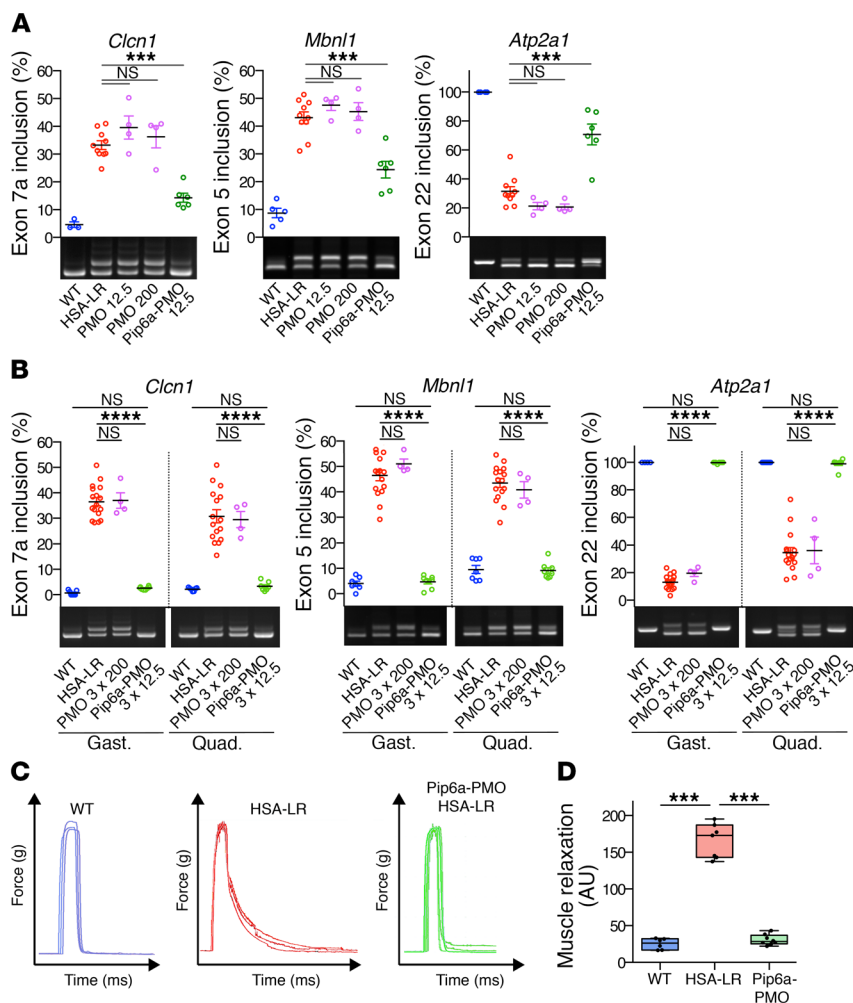 A
Clcn1
***
NS
Exon 7a inclusion (%)
60
50
40
30
20
10
0
WT
HSA-LR
PMO 12.5
PMO 200
Pip6a-PMO
12.5
Mbnl1
***
NS
Exon 5 inclusion (%)
60
50
40
30
20
10
0
WT
HSA-LR
PMO 12.5
PMO 200
Pip6a-PMO
12.5
Atp2a1
***
NS
Exon 22 inclusion (%)
100
80
60
40
20
0
WT
HSA-LR
PMO 12.5
PMO 200
Pip6a-PMO
12.5
B
Clcn1
NS NS
**** ****
NS NS
Exon 7a inclusion (%)
60
50
40
30
20
10
0
WT
HSA-LR
PMO 3 x 200
Pip6a-PMO
3 x 12.5
WT
HSA-LR
PMO 3 x 200
Pip6a-PMO
3 x 12.5
Gast. Quad.
Mbnl1
NS NS
**** ****
NS NS
Exon 5 inclusion (%)
60
50
40
30
20
10
0
WT
HSA-LR
PMO 3 x 200
Pip6a-PMO
3 x 12.5
WT
HSA-LR
PMO 3 x 200
Pip6a-PMO
3 x 12.5
Gast. Quad.
Atp2a1
NS NS
**** ****
NS NS
Exon 22 inclusion (%)
100
80
60
40
20
0
WT
HSA-LR
PMO 3 x 200
Pip6a-PMO
3 x 12.5
WT
HSA-LR
PMO 3 x 200
Pip6a-PMO
3 x 12.5
Gast. Quad.
C
WT
Force (g)
Time (ms)
HSA-LR
Force (g)
Time (ms)
Pip6a-PMO
HSA-LR
Force (g)
Time (ms)
D
*** ***
Muscle relaxation
(AU)
200
150
100
50
0
WT
HSA-LR
Pip6a-
PMO